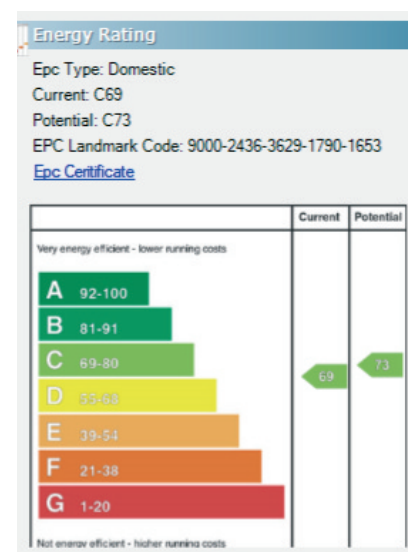 Energy Rating
Epc Type: Domestic
Current: C69
Potential: C73
EPC Landmark Code: 9000-2436-3629-1790-1653
Epc Certificate
Current Potential
Very energy efficient - lower running costs
A 92-100
B 81-91
C 69-80
D 55-68
E 39-54
F 21-38
G 1-20
69
73
Not energy efficient - higher running costs